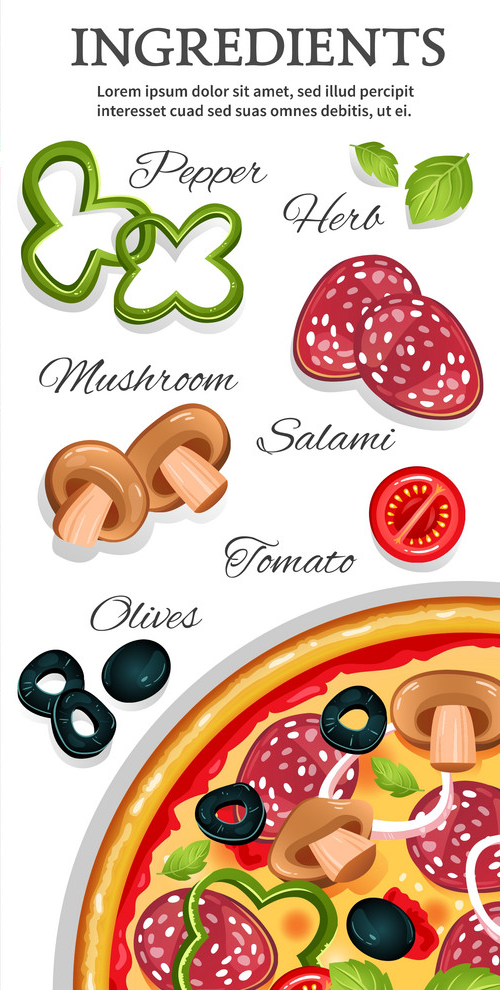 INGREDIENTS
Lorem ipsum dolor sit amet, sed illud percipit
interesset cuad sed suas omnes debitis, ut ei.
Pepper
Herb
Mushroom
Salami
Tomato
Olives